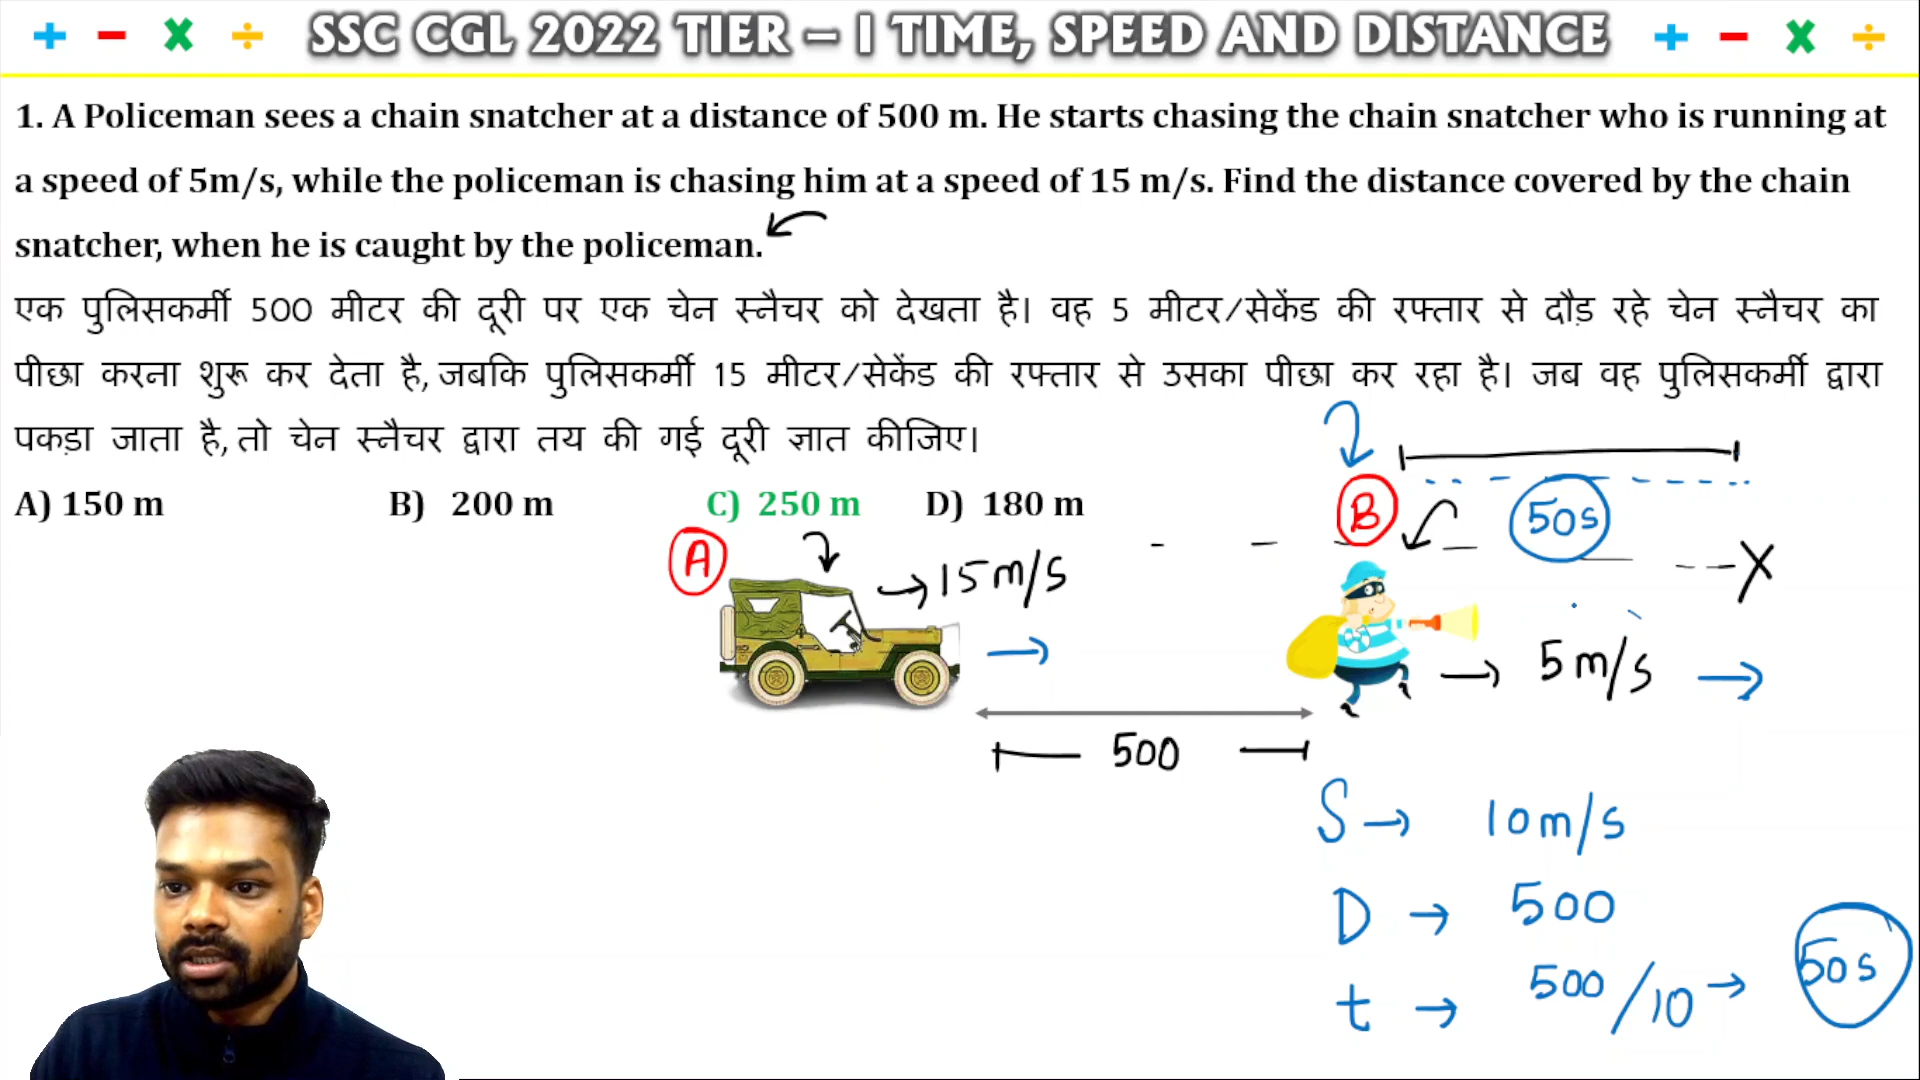 + − × ÷ SSC CGL 2022 TIER – I TIME, SPEED AND DISTANCE + − × ÷
1. A Policeman sees a chain snatcher at a distance of 500 m. He starts chasing the chain snatcher who is running at
a speed of 5m/s, while the policeman is chasing him at a speed of 15 m/s. Find the distance covered by the chain
snatcher, when he is caught by the policeman.
एक पुलिसकर्मी 500 मीटर की दूरी पर एक चेन स्नैचर को देखता है। वह 5 मीटर/सेकेंड की रफ्तार से दौड़ रहे चेन स्नैचर का
पीछा करना शुरू कर देता है, जबकि पुलिसकर्मी 15 मीटर/सेकेंड की रफ्तार से उसका पीछा कर रहा है। जब वह पुलिसकर्मी द्वारा
पकड़ा जाता है, तो चेन स्नैचर द्वारा तय की गई दूरी ज्ञात कीजिए।
A) 150 m B) 200 m C) 250 m D) 180 m
B 50s
A → 15 m/s X
→ 5 m/s →
500
S → 10 m/s
D → 500
t → 500/10 → 50s